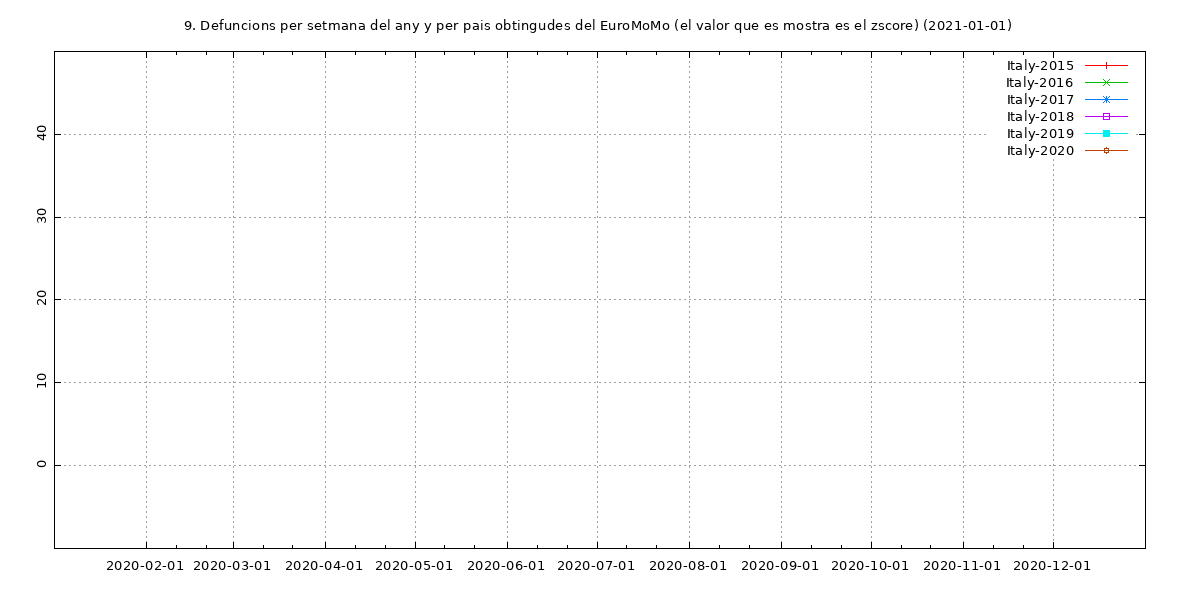 9. Defuncions per setmana del any y per pais obtingudes del EuroMoMo (el valor que es mostra es el zscore) (2021-01-01)
Italy-2015
Italy-2016
Italy-2017
Italy-2018
Italy-2019
Italy-2020
40
30
20
10
0
2020-02-01 2020-03-01 2020-04-01 2020-05-01 2020-06-01 2020-07-01 2020-08-01 2020-09-01 2020-10-01 2020-11-01 2020-12-01